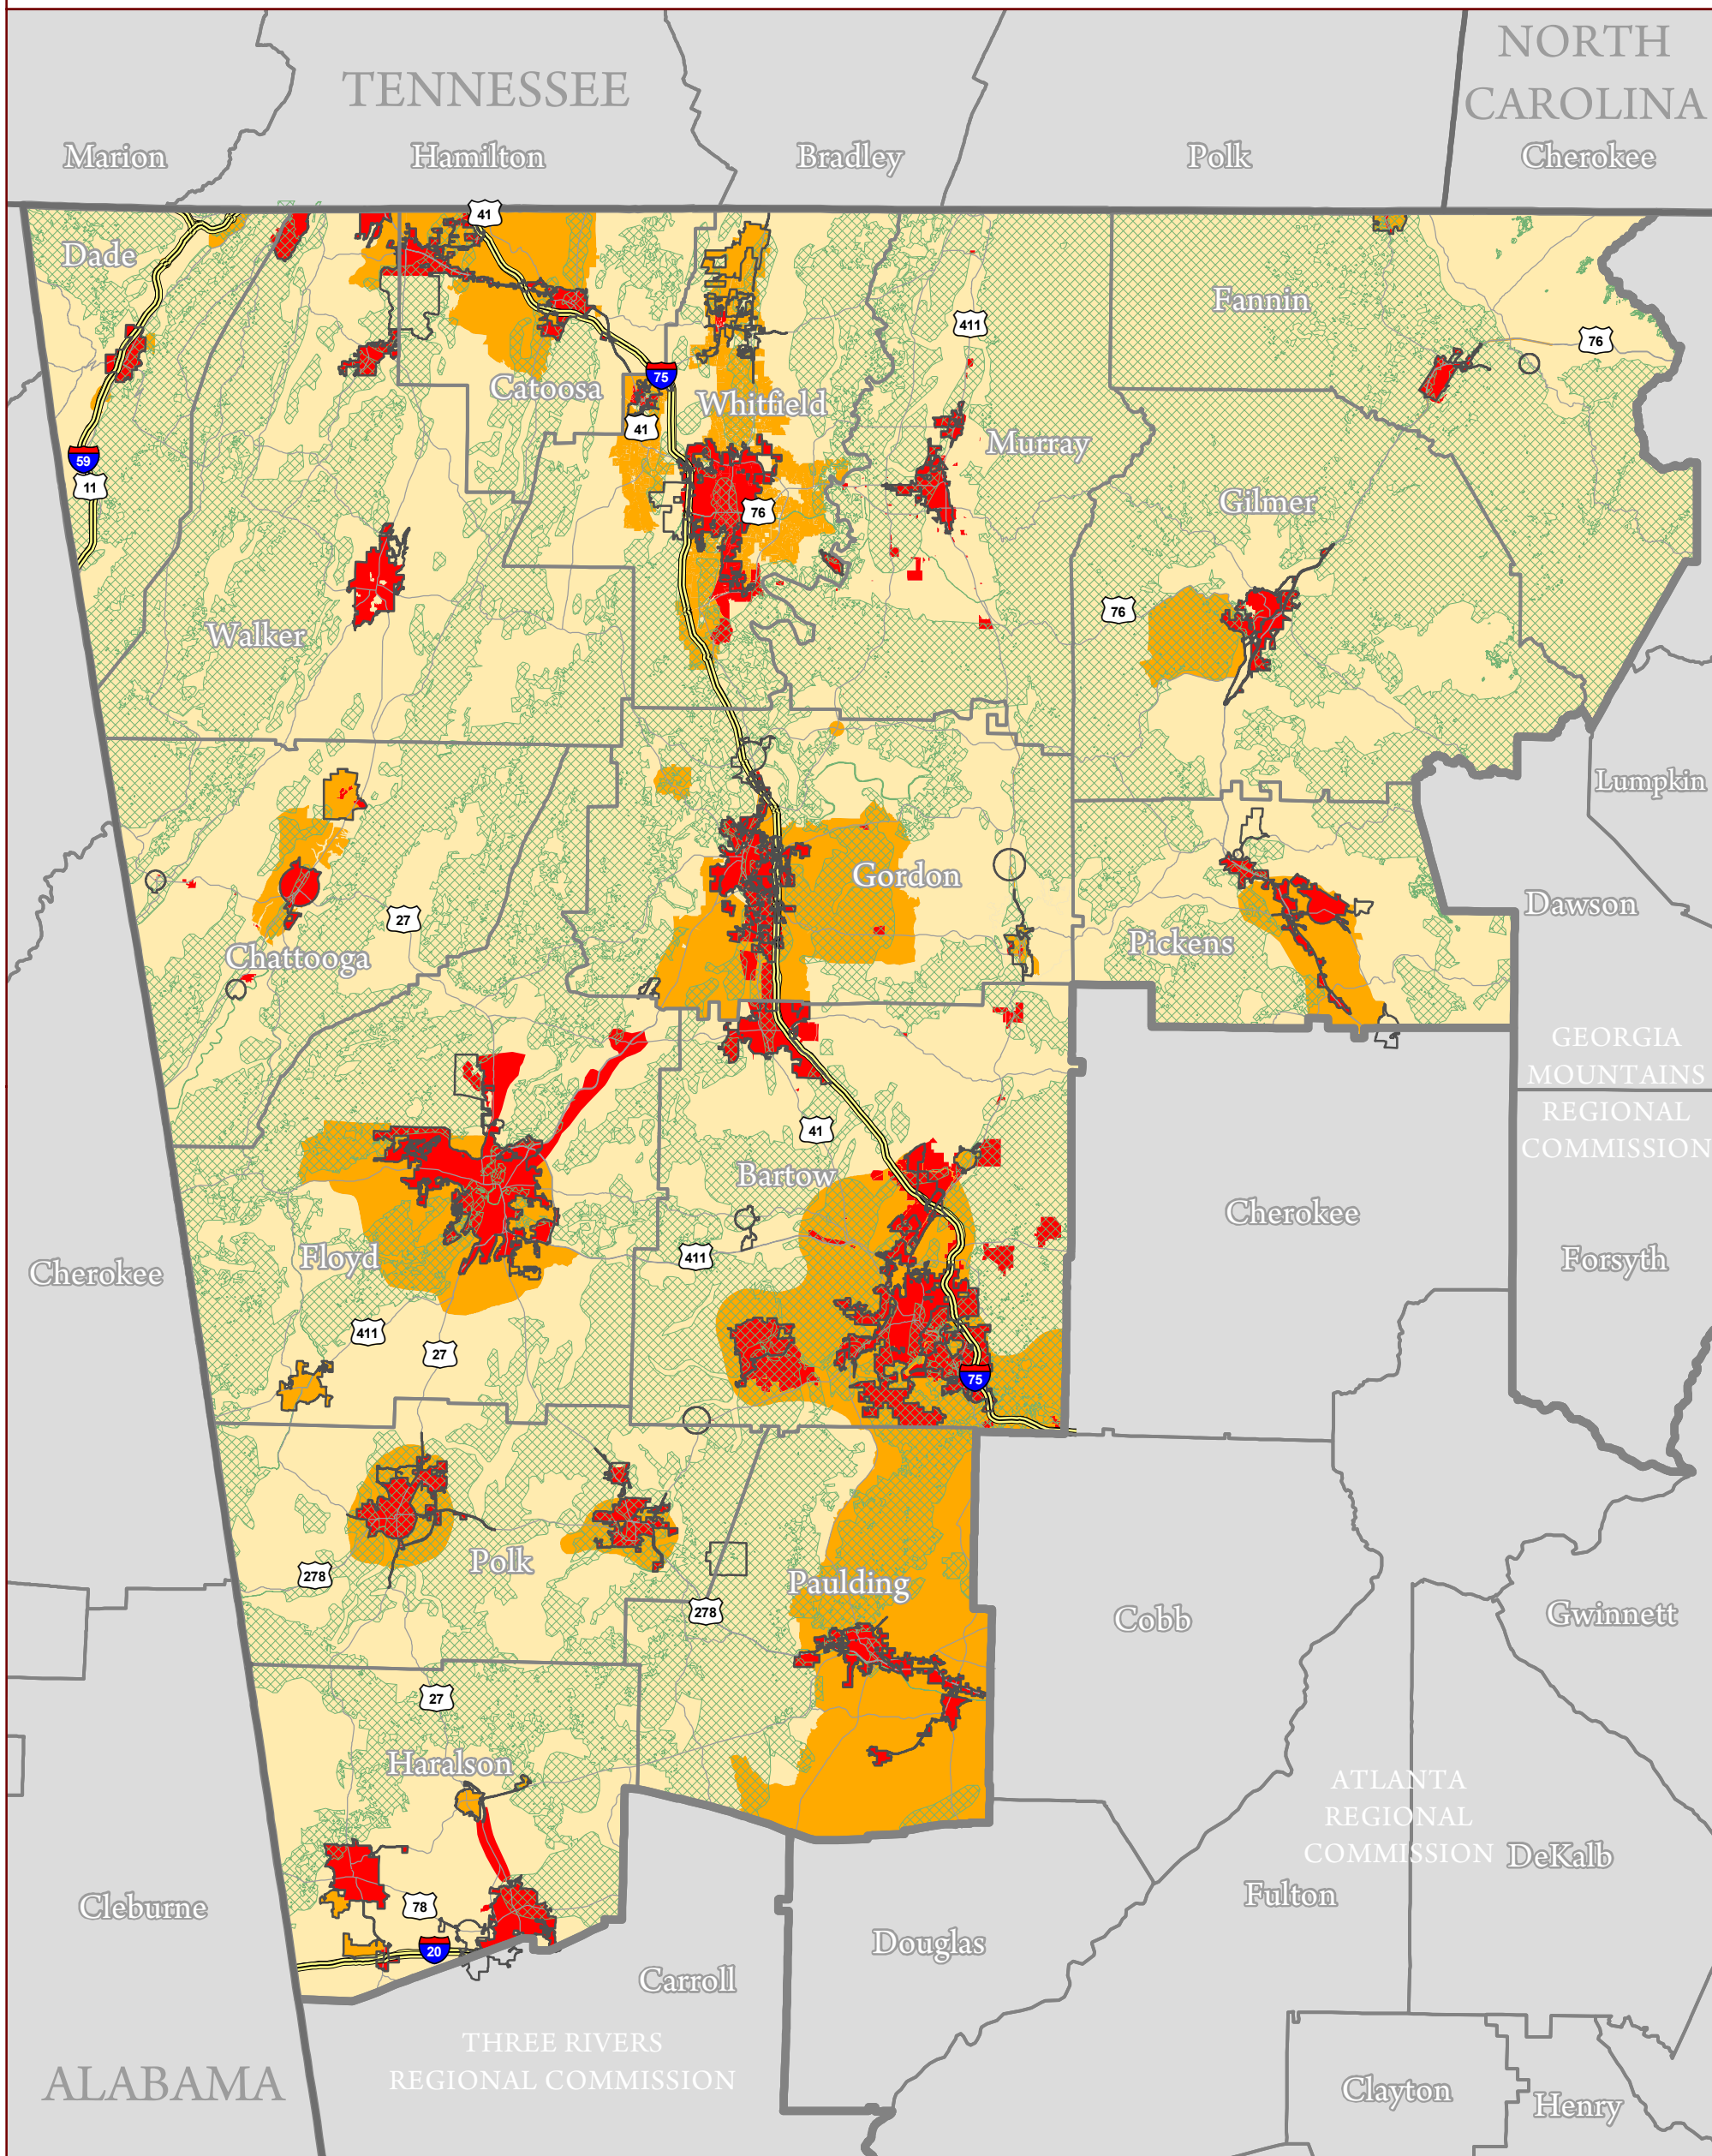 NORTH
CAROLINA
TENNESSEE
Marion
Hamilton
Bradley
Polk
Cherokee
41
Dade
Fannin
411
76
75
Catoosa
Whitfield
41
Murray
59
11
76
Gilmer
76
Walker
Lumpkin
Gordon
27
Dawson
Pickens
Chattooga
GEORGIA
MOUNTAINS
REGIONAL
COMMISSION
41
Bartow
Cherokee
411
Floyd
Forsyth
Cherokee
411
27
75
Polk
278
Paulding
278
Cobb
Gwinnett
27
Haralson
ATLANTA
REGIONAL
COMMISSION
DeKalb
Fulton
Cleburne
78
20
Douglas
Carroll
THREE RIVERS
REGIONAL COMMISSION
ALABAMA
Clayton
Henry